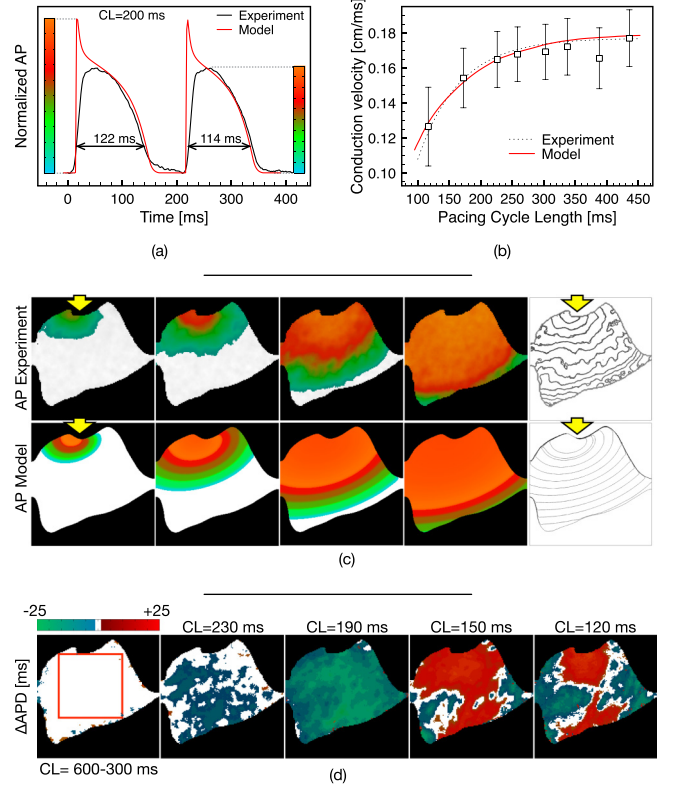 CL=200 ms
Experiment
Model
Normalized AP
122 ms
114 ms
0 100 200 300 400
Time [ms]
(a)
Conduction velocity [cm/ms]
0.18
0.16
0.14
0.12
0.10
Experiment
Model
100 150 200 250 300 350 400 450
Pacing Cycle Length [ms]
(b)
AP Experiment
AP Model
(c)
-25 +25
CL=230 ms CL=190 ms CL=150 ms CL=120 ms
ΔAPD [ms]
CL= 600-300 ms
(d)